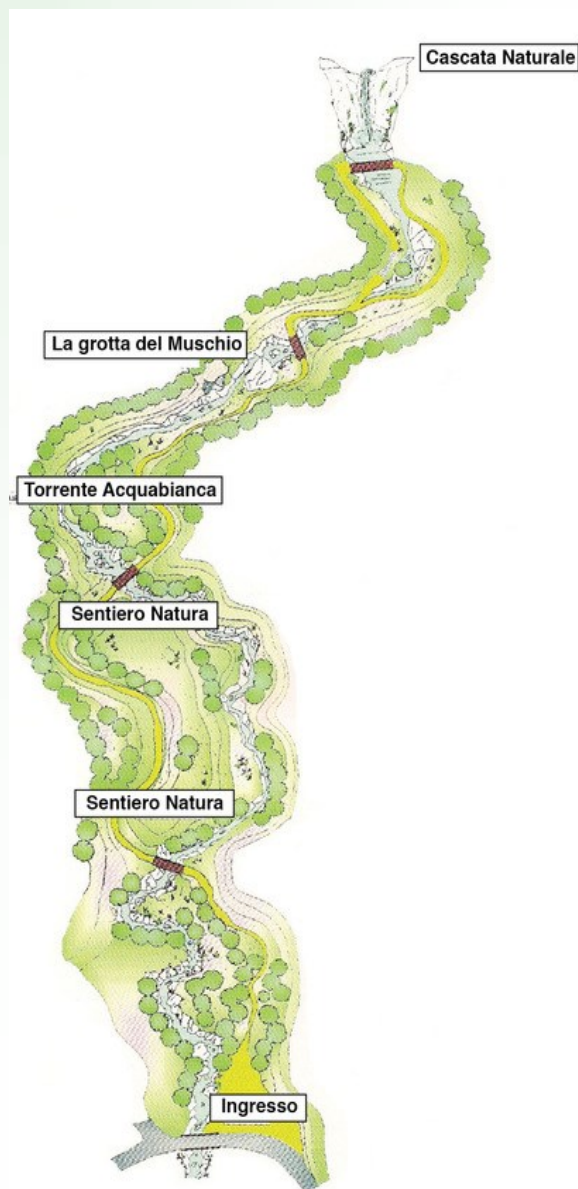 Cascata Naturale
La grotta del Muschio
Torrente Acquabianca
Sentiero Natura
Sentiero Natura
Ingresso